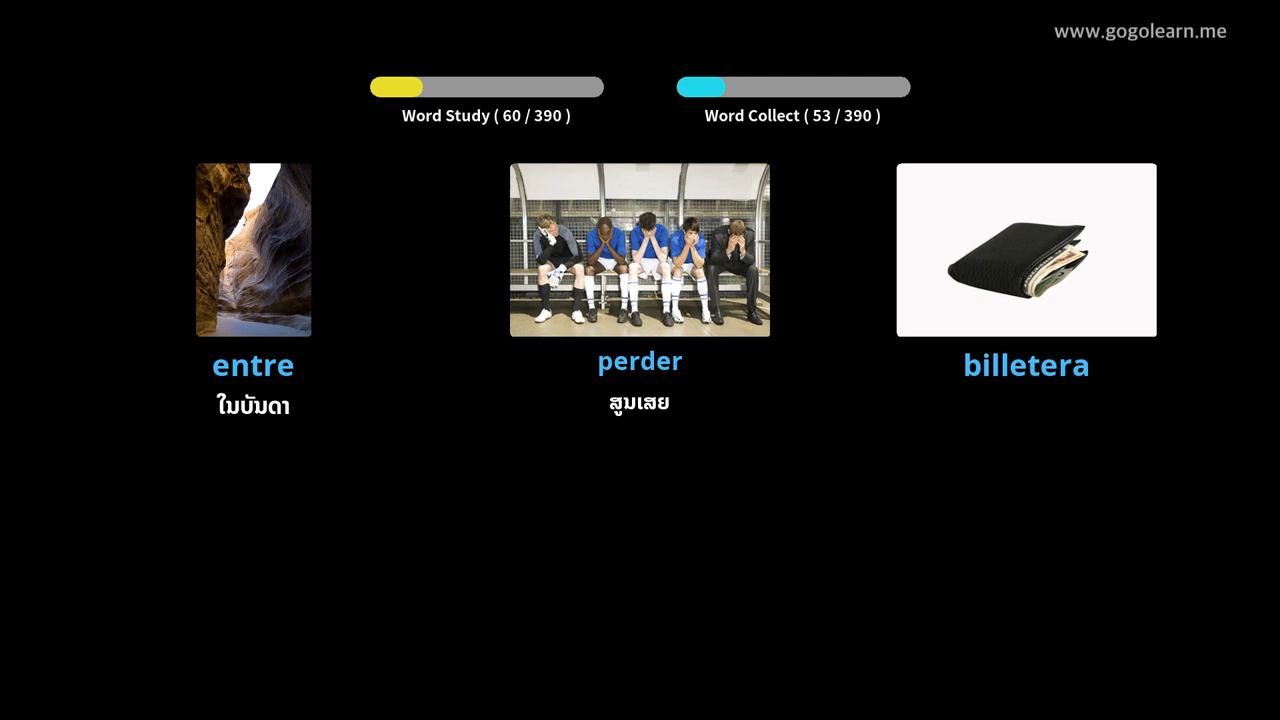 www.gogolearn.me
Word Study ( 60 / 390 )
Word Collect ( 53 / 390 )
entre
perder
billetera
ໃນບັນດາ
ສູນເສຍ